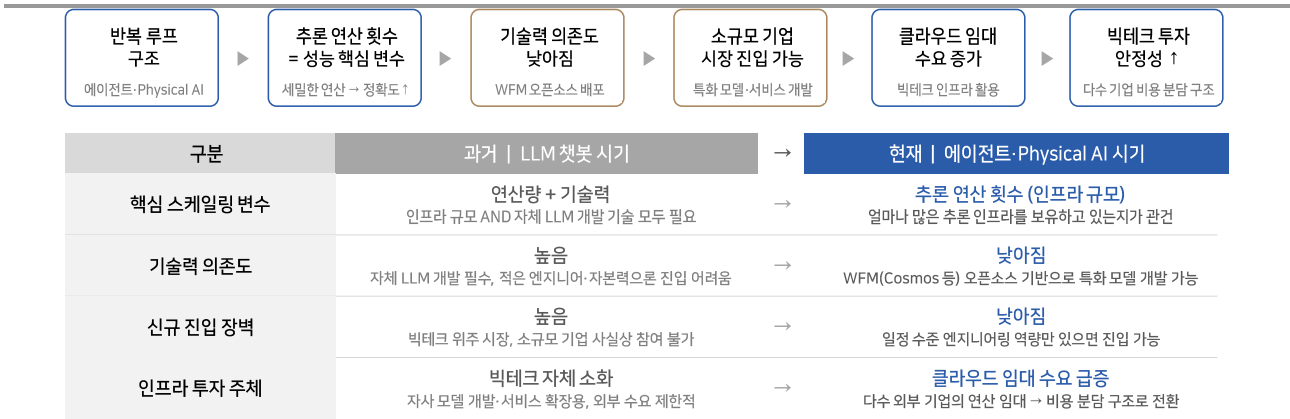 반복 루프
구조
에이전트·Physical AI
추론 연산 횟수
= 성능 핵심 변수
세밀한 연산 → 정확도↑
기술력 의존도
낮아짐
WFM 오픈소스 배포
소규모 기업
시장 진입 가능
특화 모델·서비스 개발
클라우드 임대
수요 증가
빅테크 인프라 활용
빅테크 투자
안정성 ↑
다수 기업 비용 분담 구조
구분
과거 | LLM 챗봇 시기
→
현재 | 에이전트·Physical AI 시기
핵심 스케일링 변수
연산량 + 기술력
인프라 규모 AND 자체 LLM 개발 기술 모두 필요
→
추론 연산 횟수 (인프라 규모)
얼마나 많은 추론 인프라를 보유하고 있는지가 관건
기술력 의존도
높음
자체 LLM 개발 필수, 적은 엔지니어·자본력으론 진입 어려움
→
낮아짐
WFM(Cosmos 등) 오픈소스 기반으로 특화 모델 개발 가능
신규 진입 장벽
높음
빅테크 위주 시장, 소규모 기업 사실상 참여 불가
→
낮아짐
일정 수준 엔지니어링 역량만 있으면 진입 가능
인프라 투자 주체
빅테크 자체 소화
자사 모델 개발·서비스 확장용, 외부 수요 제한적
→
클라우드 임대 수요 급증
다수 외부 기업의 연산 임대 → 비용 분담 구조로 전환